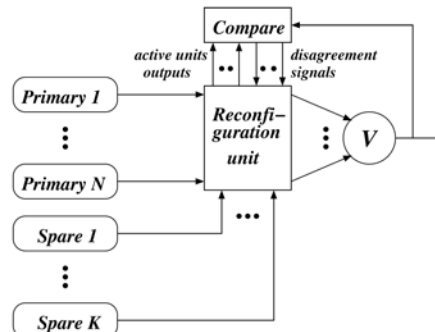 Compare
active units
outputs
disagreement
signals
Primary 1
Reconfi-
guration
unit
V
Primary N
Spare 1
Spare K